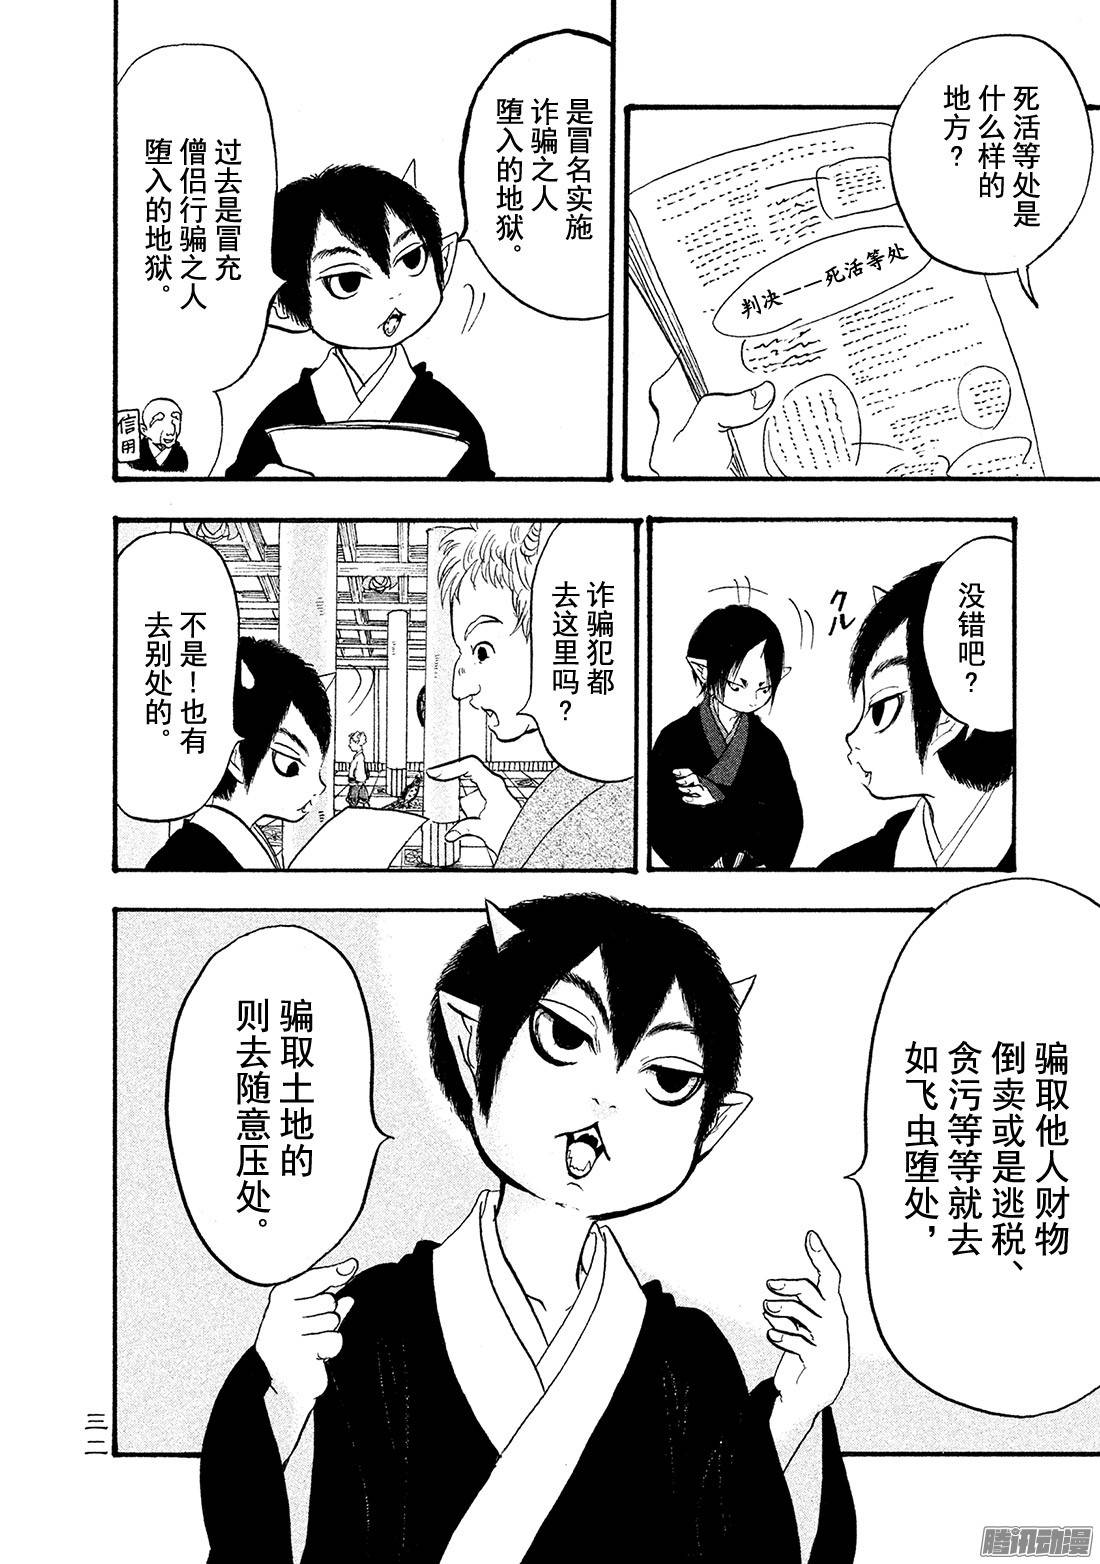 死活等处是
什么样的
地方？
判决——死活等处
是冒名实施
诈骗之人
堕入的地狱。
过去是冒充
僧侣行骗之人
堕入的地狱。
信用
没错吧？
クル
诈骗犯都
去这里吗？
不是！也有
去别处的。
骗取他人财物
倒卖或是逃税、
贪污等等就去
如飞虫堕处，
骗取土地的
则去随意压处。
三二
腾讯动漫